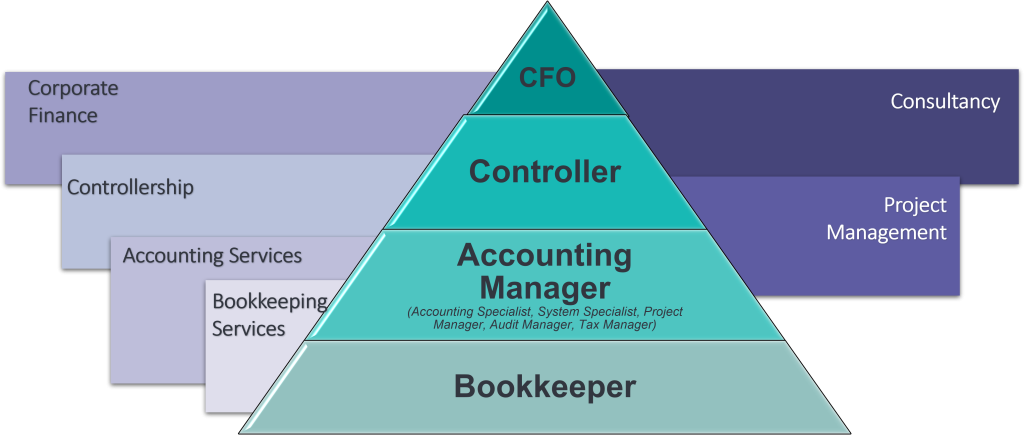 CFO
Corporate
Finance
Consultancy
Controller
Controllership
Project
Management
Accounting
Manager
(Accounting Specialist, System Specialist, Project
Manager, Audit Manager, Tax Manager)
Accounting Services
Bookkeeping
Services
Bookkeeper